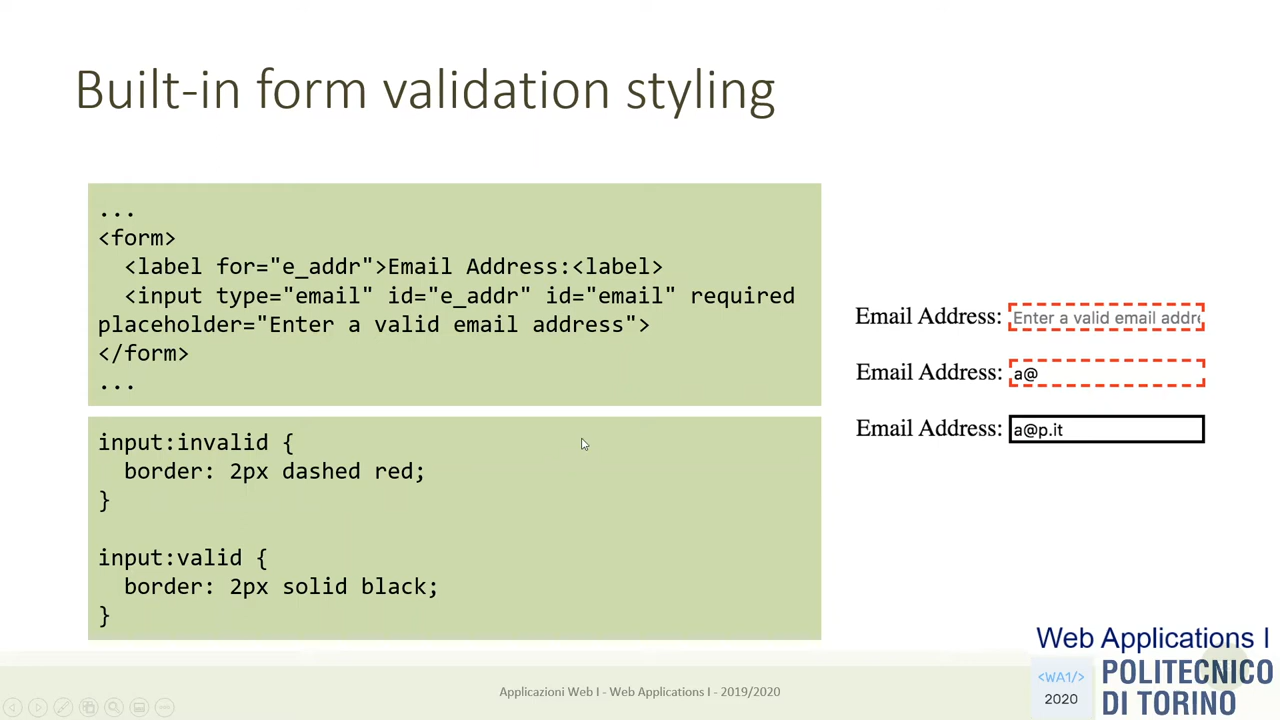 Built-in form validation styling
...
<form>
  <label for="e_addr">Email Address:<label>
  <input type="email" id="e_addr" id="email" required
placeholder="Enter a valid email address">
</form>
...
input:invalid {
  border: 2px dashed red;
}
input:valid {
  border: 2px solid black;
}
Email Address: Enter a valid email addre
Email Address: a@
Email Address: a@p.it
Applicazioni Web I - Web Applications I - 2019/2020
Web Applications I
<WA1/>
2020
POLITECNICO
DI TORINO